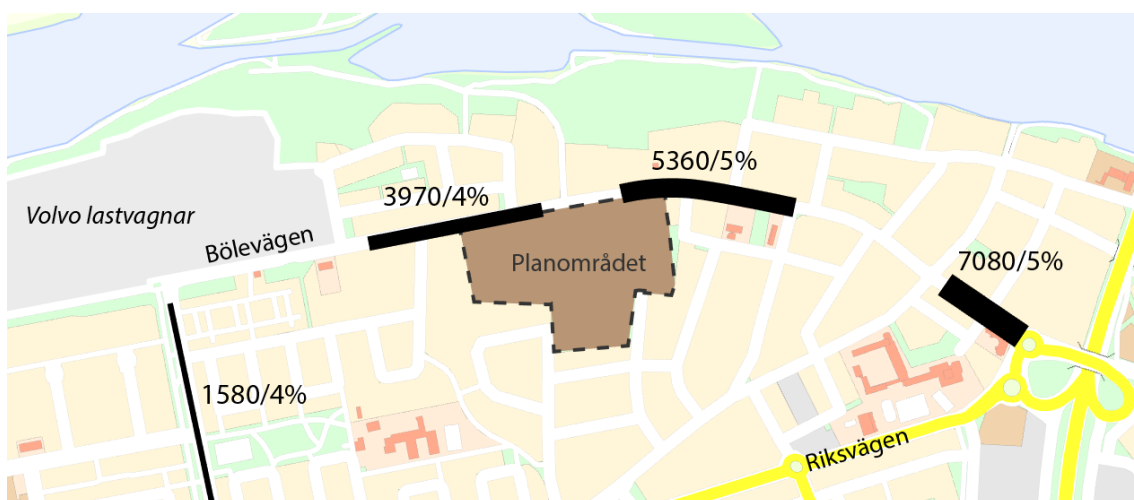 5360/5%
3970/4%
Volvo lastvagnar
Bölevägen
Planområdet
7080/5%
1580/4%
Riksvägen